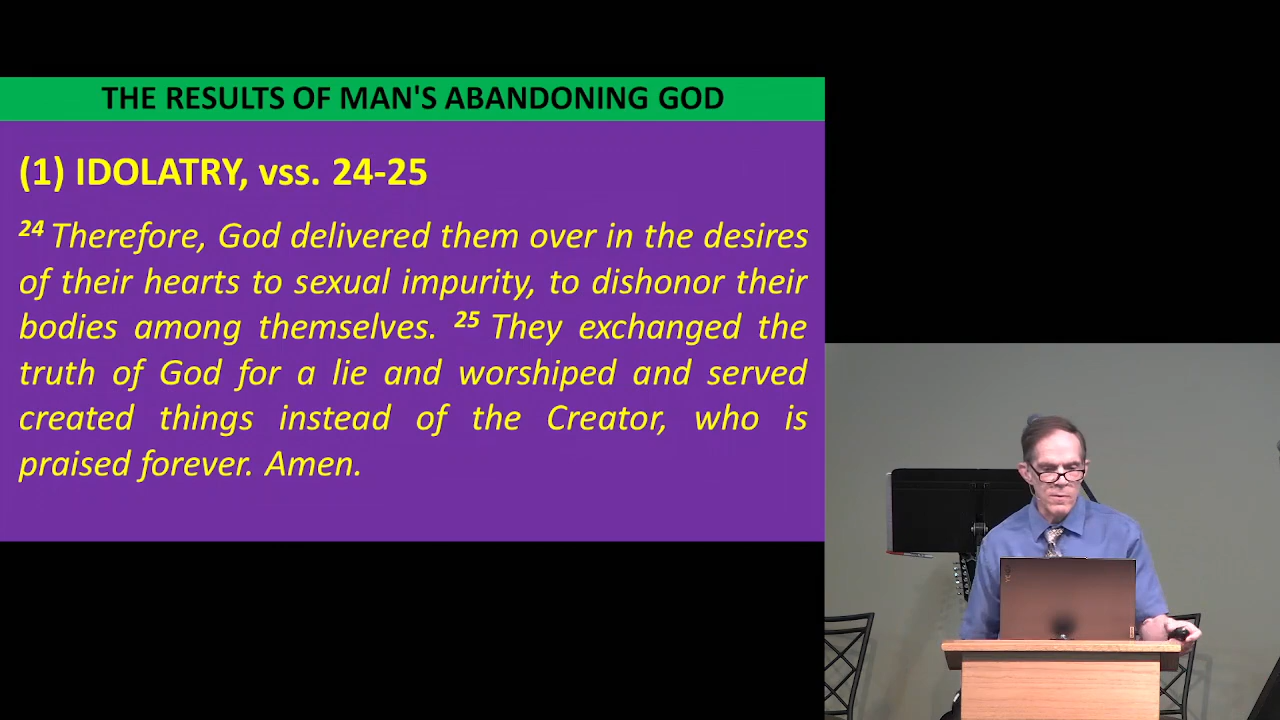 THE RESULTS OF MAN'S ABANDONING GOD
(1) IDOLATRY, vss. 24-25
24 Therefore, God delivered them over in the desires
of their hearts to sexual impurity, to dishonor their
bodies among themselves. 25 They exchanged the
truth of God for a lie and worshiped and served
created things instead of the Creator, who is
praised forever. Amen.